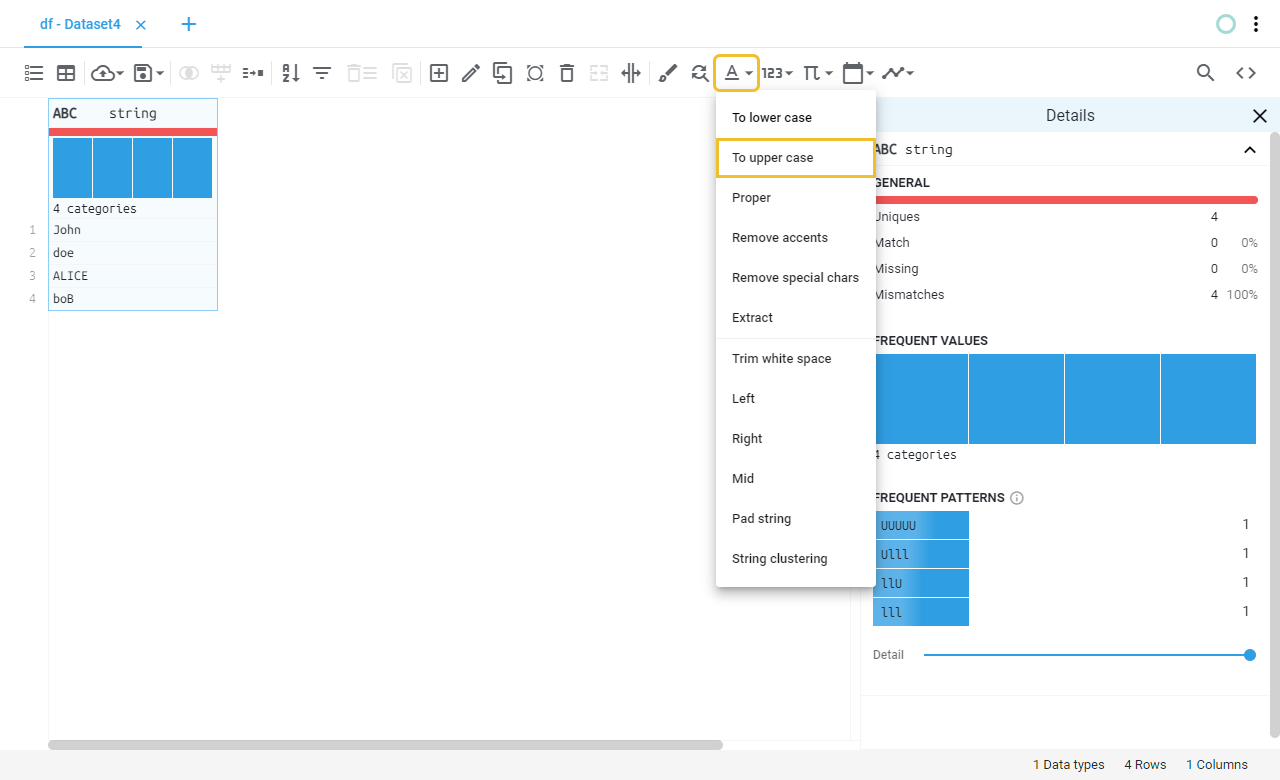 df - Dataset4
123
ABC string
4 categories
1 John
2 doe
3 ALICE
4 boB
To lower case
To upper case
Proper
Remove accents
Remove special chars
Extract
Trim white space
Left
Right
Mid
Pad string
String clustering
Details
ABC string
GENERAL
Uniques 4
Match 0 0%
Missing 0 0%
Mismatches 4 100%
FREQUENT VALUES
4 categories
FREQUENT PATTERNS
UUUUU 1
Ulll 1
llU 1
lll 1
Detail
1 Data types 4 Rows 1 Columns